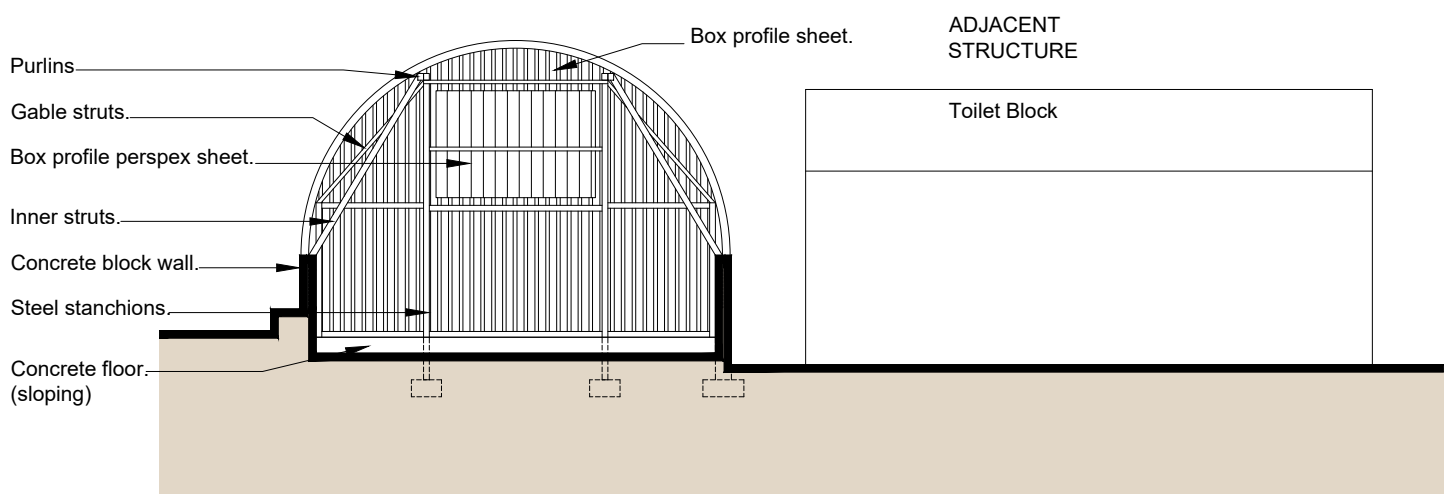 Purlins
Gable struts.
Box profile perspex sheet.
Inner struts.
Concrete block wall.
Steel stanchions.
Concrete floor.
(sloping)
Box profile sheet.
ADJACENT
STRUCTURE
Toilet Block